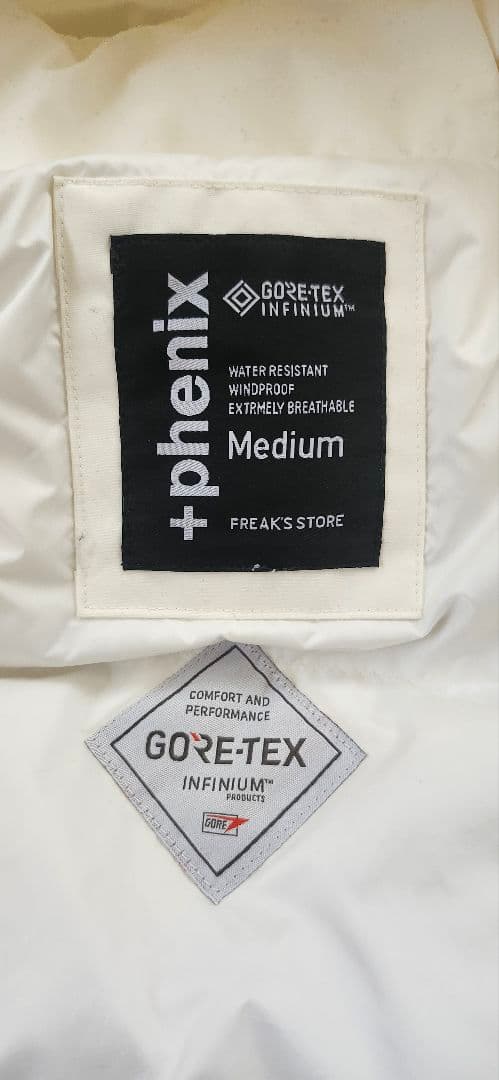 +phenix
GORE-TEX
INFINIUM™
WATER RESISTANT
WINDPROOF
EXTRMELY BREATHABLE
Medium
FREAK'S STORE
COMFORT AND
PERFORMANCE
GORE-TEX
INFINIUM™
PRODUCTS
GORE